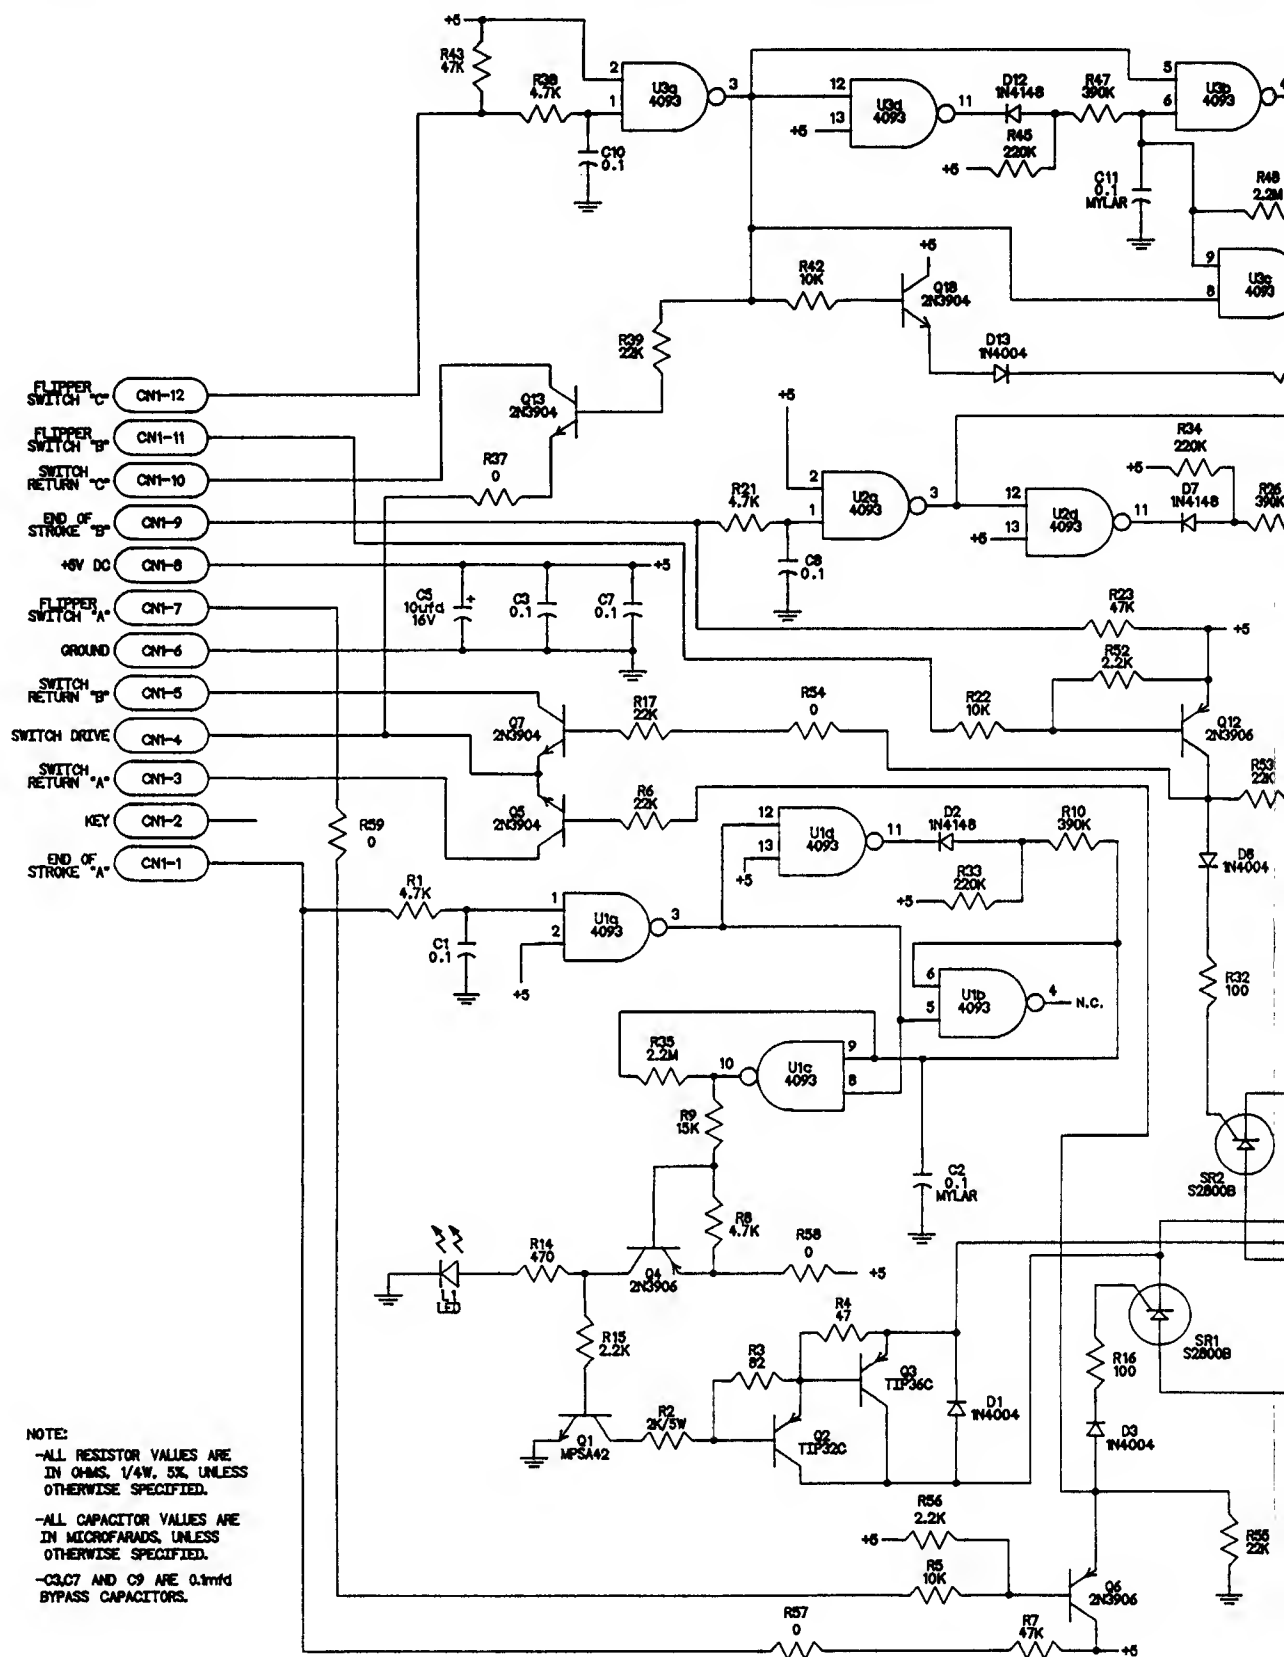 +5
R43
47K
R38
4.7K
2
1
U3a
4093
3
C10
0.1
12
13
+5
U3d
4093
11
D12
1N4148
R47
390K
R45
220K
+5
5
6
U3b
4093
4
C11
0.1
MYLAR
R48
2.2M
9
8
U3c
4093
R42
10K
+5
Q18
2N3904
D13
1N4004
R39
22K
Q13
2N3904
R37
0
FLIPPER
SWITCH "C"
CN1-12
FLIPPER
SWITCH "B"
CN1-11
SWITCH
RETURN "C"
CN1-10
END OF
STROKE "B"
CN1-9
+5V DC
CN1-8
FLIPPER
SWITCH "A"
CN1-7
GROUND
CN1-6
SWITCH
RETURN "B"
CN1-5
SWITCH DRIVE
CN1-4
SWITCH
RETURN "A"
CN1-3
KEY
CN1-2
END OF
STROKE "A"
CN1-1
+5
R21
4.7K
2
1
U2a
4093
3
C8
0.1
12
13
+5
U2d
4093
11
R34
220K
+5
D7
1N4148
R26
390K
+5
C5
10ufd
16V
+
C3
0.1
C7
0.1
R23
47K
+5
R52
2.2K
R22
10K
Q12
2N3906
R54
0
R17
22K
Q7
2N3904
R53
22K
Q5
2N3904
R6
22K
R59
0
12
13
+5
U1d
4093
11
D2
1N4148
R10
390K
R33
220K
+5
D8
1N4004
R1
4.7K
1
2
U1a
4093
3
C1
0.1
+5
6
5
U1b
4093
4
N.C.
R32
100
R35
2.2M
10
U1c
4093
9
8
R9
15K
C2
0.1
MYLAR
SR2
S2800B
R8
4.7K
R58
0
+5
R14
470
Q4
2N3906
L1
LED
R15
2.2K
R4
47
R3
82
Q3
TIP36C
SR1
S2800B
R16
100
D1
1N4004
D3
1N4004
R2
2K/5W
Q1
MPSA42
Q2
TIP32C
R56
2.2K
+5
R55
22K
R5
10K
Q6
2N3906
R57
0
R7
47K
+5
NOTE:
-ALL RESISTOR VALUES ARE
IN OHMS, 1/4W, 5%, UNLESS
OTHERWISE SPECIFIED.
-ALL CAPACITOR VALUES ARE
IN MICROFARADS, UNLESS
OTHERWISE SPECIFIED.
-C3,C7 AND C9 ARE 0.1mfd
BYPASS CAPACITORS.